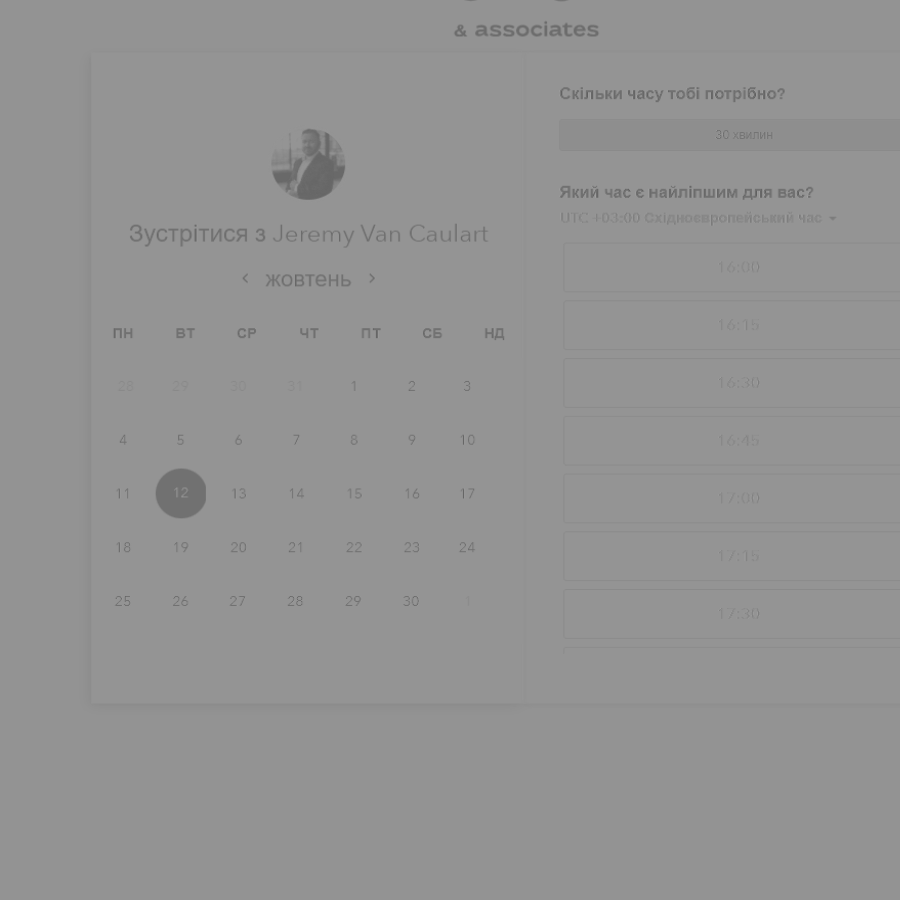 & associates
Зустрітися з Jeremy Van Caulart
жовтень
ПН ВТ СР ЧТ ПТ СБ НД
28 29 30 31 1 2 3
4 5 6 7 8 9 10
11 12 13 14 15 16 17
18 19 20 21 22 23 24
25 26 27 28 29 30 1
Скільки часу тобі потрібно?
30 хвилин
Який час є найліпшим для вас?
UTC +03:00 Східноєвропейський час
16:00
16:15
16:30
16:45
17:00
17:15
17:30